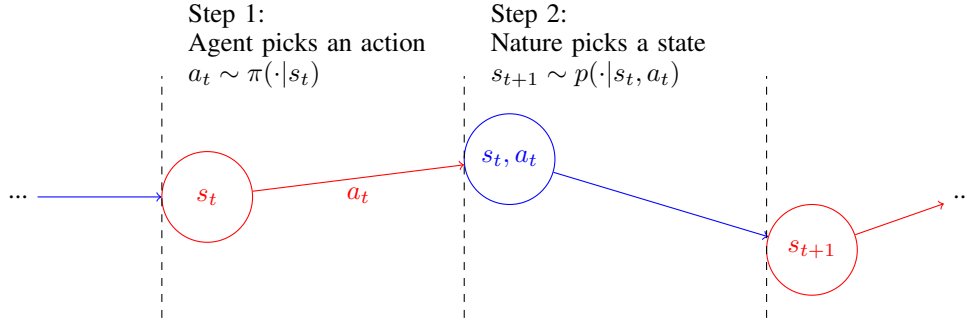 Step 1:
Agent picks an action
a_t ∼ π(·|s_t)
Step 2:
Nature picks a state
s_{t+1} ∼ p(·|s_t, a_t)
...
s_t
a_t
s_t, a_t
s_{t+1}
..